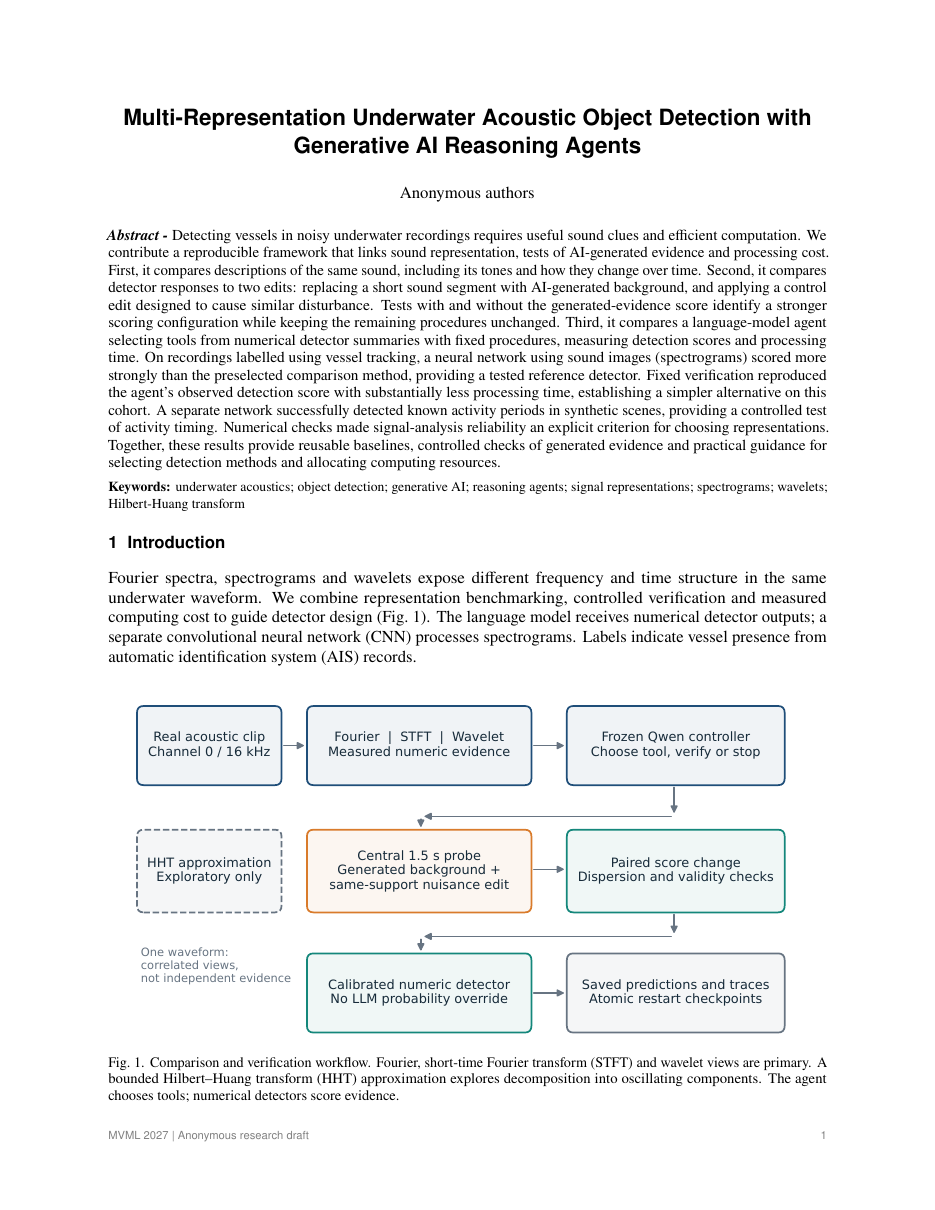 Multi-Representation Underwater Acoustic Object Detection with
Generative AI Reasoning Agents
Anonymous authors
Abstract - Detecting vessels in noisy underwater recordings requires useful sound clues and efficient computation. We
contribute a reproducible framework that links sound representation, tests of AI-generated evidence and processing cost.
First, it compares descriptions of the same sound, including its tones and how they change over time. Second, it compares
detector responses to two edits: replacing a short sound segment with AI-generated background, and applying a control
edit designed to cause similar disturbance. Tests with and without the generated-evidence score identify a stronger
scoring configuration while keeping the remaining procedures unchanged. Third, it compares a language-model agent
selecting tools from numerical detector summaries with fixed procedures, measuring detection scores and processing
time. On recordings labelled using vessel tracking, a neural network using sound images (spectrograms) scored more
strongly than the preselected comparison method, providing a tested reference detector. Fixed verification reproduced
the agent's observed detection score with substantially less processing time, establishing a simpler alternative on this
cohort. A separate network successfully detected known activity periods in synthetic scenes, providing a controlled test
of activity timing. Numerical checks made signal-analysis reliability an explicit criterion for choosing representations.
Together, these results provide reusable baselines, controlled checks of generated evidence and practical guidance for
selecting detection methods and allocating computing resources.
Keywords: underwater acoustics; object detection; generative AI; reasoning agents; signal representations; spectrograms; wavelets;
Hilbert-Huang transform
1 Introduction
Fourier spectra, spectrograms and wavelets expose different frequency and time structure in the same
underwater waveform. We combine representation benchmarking, controlled verification and measured
computing cost to guide detector design (Fig. 1). The language model receives numerical detector outputs; a
separate convolutional neural network (CNN) processes spectrograms. Labels indicate vessel presence from
automatic identification system (AIS) records.
Real acoustic clip
Channel 0 / 16 kHz
Fourier | STFT | Wavelet
Measured numeric evidence
Frozen Qwen controller
Choose tool, verify or stop
HHT approximation
Exploratory only
Central 1.5 s probe
Generated background +
same-support nuisance edit
Paired score change
Dispersion and validity checks
One waveform:
correlated views,
not independent evidence
Calibrated numeric detector
No LLM probability override
Saved predictions and traces
Atomic restart checkpoints
Fig. 1. Comparison and verification workflow. Fourier, short-time Fourier transform (STFT) and wavelet views are primary. A
bounded Hilbert–Huang transform (HHT) approximation explores decomposition into oscillating components. The agent
chooses tools; numerical detectors score evidence.
MVML 2027 | Anonymous research draft
1